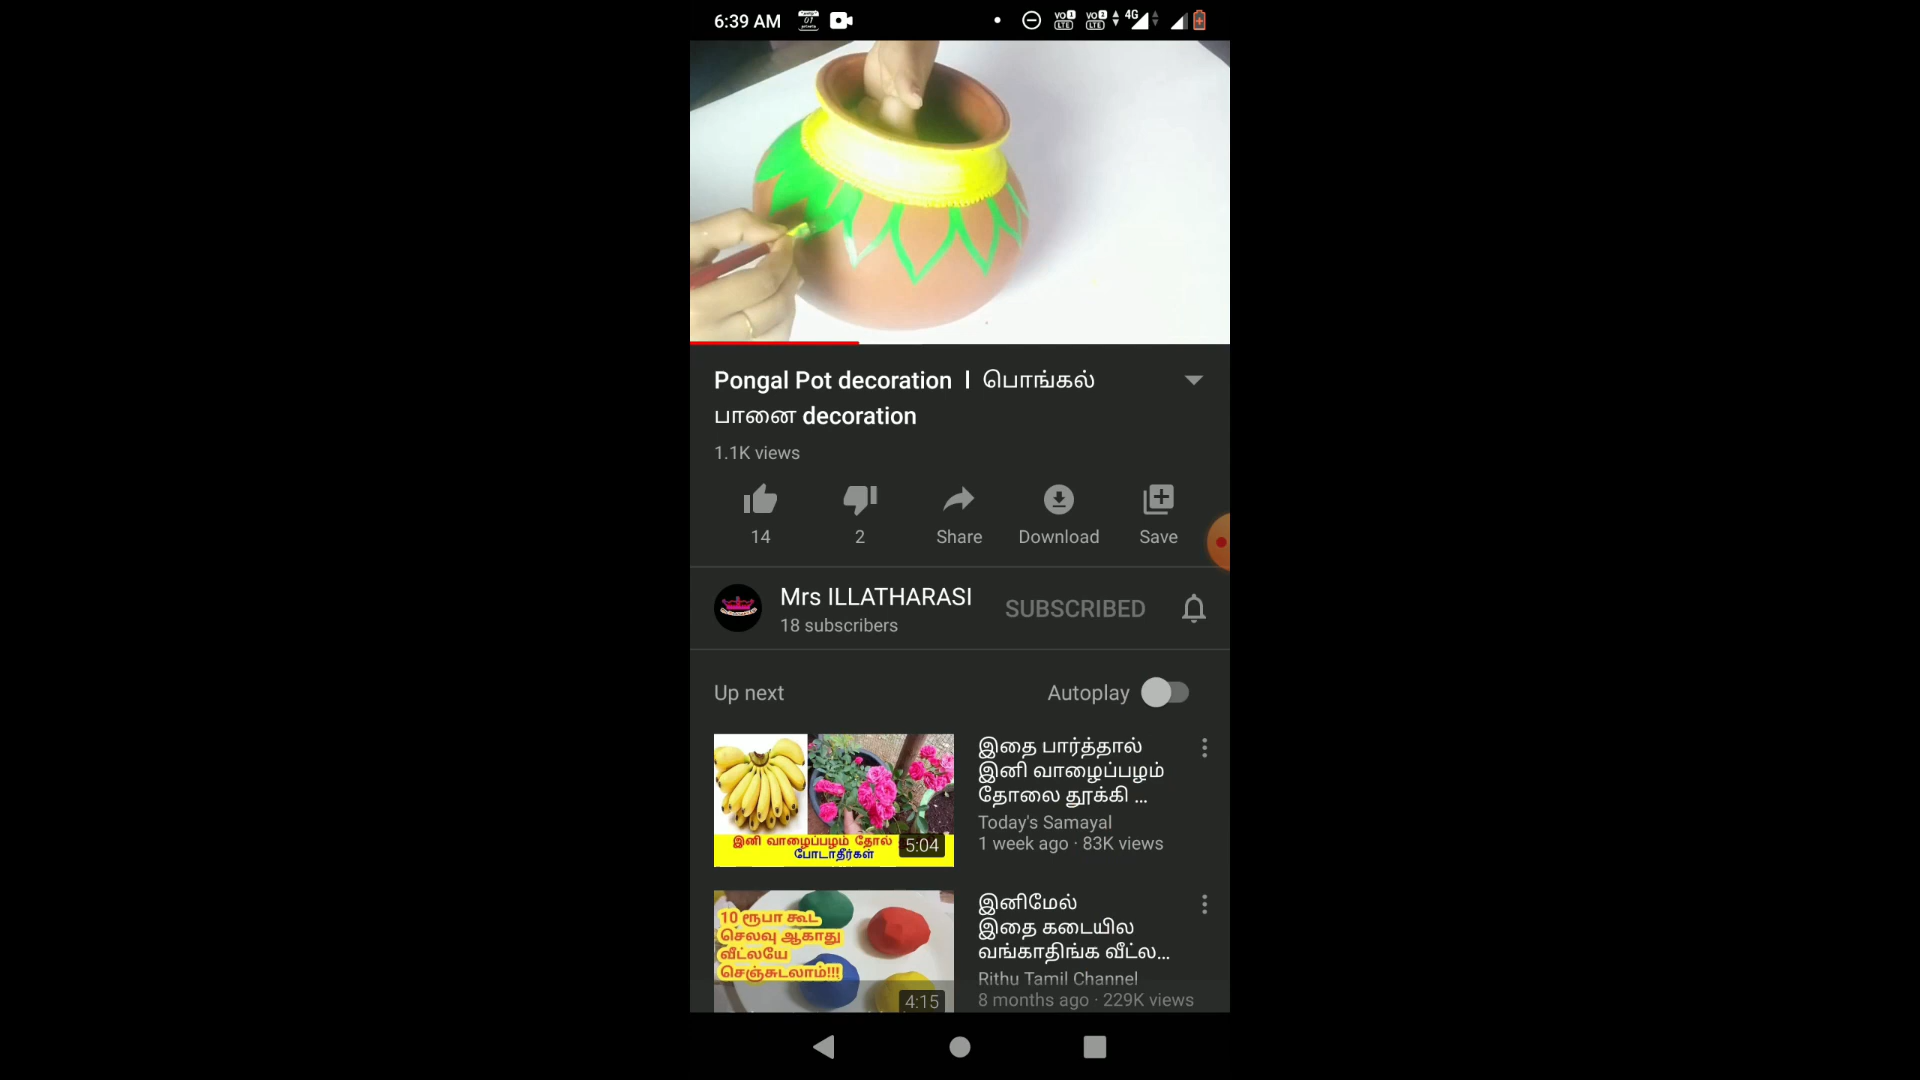 6:39 AM
4G
Pongal Pot decoration | பொங்கல்
பானை decoration
1.1K views
14
2
Share
Download
Save
Mrs ILLATHARASI
SUBSCRIBED
18 subscribers
Up next
Autoplay
இனி வாழைப்பழம் தோல்
போடாதீர்கள்
5:04
இதை பார்த்தால்
இனி வாழைப்பழம்
தோலை தூக்கி ...
Today's Samayal
1 week ago · 83K views
10 ரூபா கூட
செலவு ஆகாது
வீட்லயே
செஞ்சுடலாம்!!!
4:15
இனிமேல்
இதை கடையில
வங்காதிங்க வீட்ல...
Rithu Tamil Channel
8 months ago · 229K views